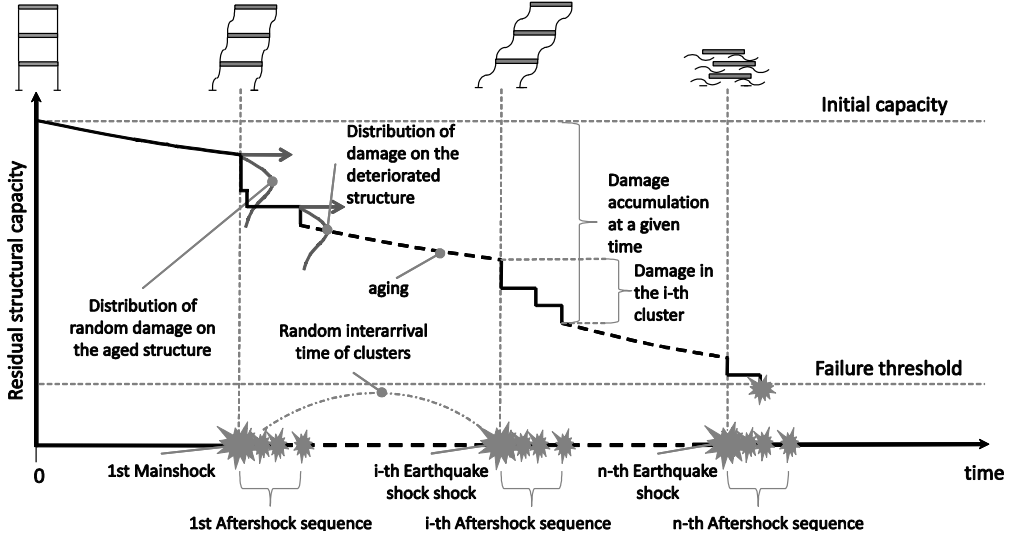 Initial capacity
Distribution of
damage on the
deteriorated
structure
Damage
accumulation
at a given
time
Damage in
the i-th
cluster
aging
Distribution of
random damage on
the aged structure
Random interarrival
time of clusters
Failure threshold
Residual structural capacity
0
time
1st Mainshock
i-th Earthquake
shock shock
n-th Earthquake
shock
1st Aftershock sequence
i-th Aftershock sequence
n-th Aftershock sequence